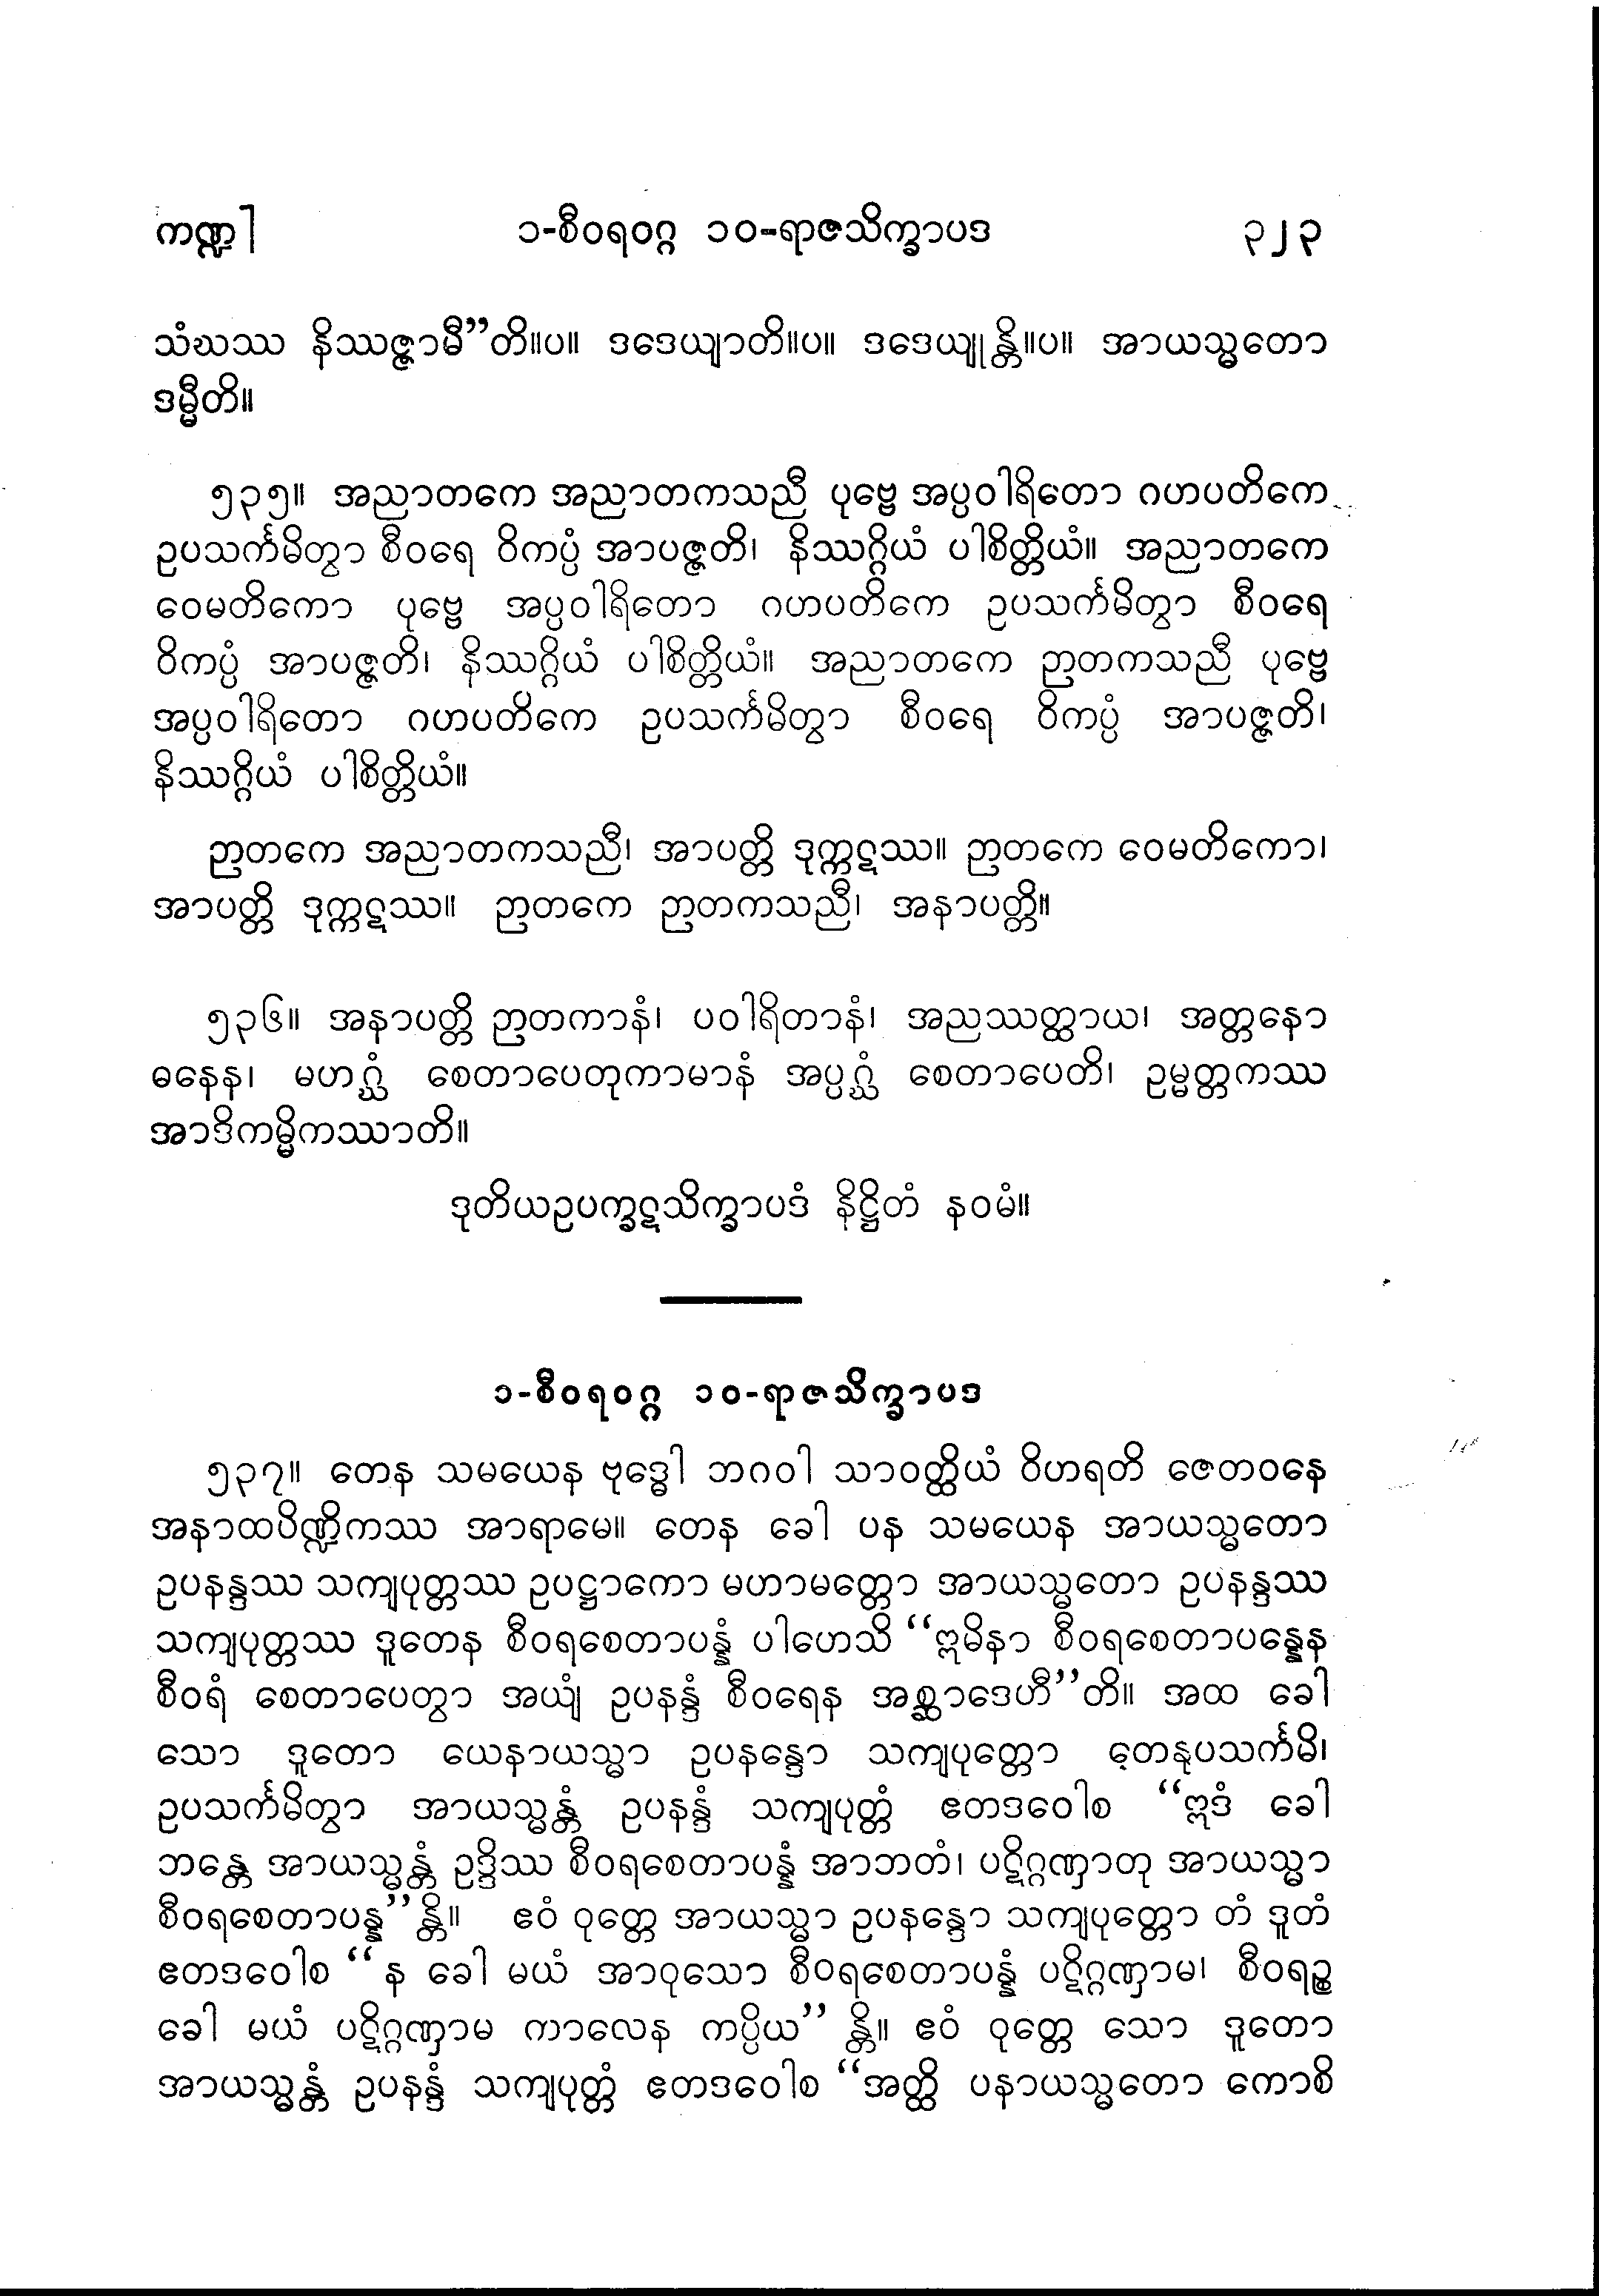 ကဏ္ဍ] ၁-စီဝရဝဂ္ဂ ၁၀-ရာဇသိက္ခာပဒ ၃၂၃
သံဃဿ နိဿဇ္ဇာမီ”တိ။ပ။ ဒဒေယျာတိ။ပ။ ဒဒေယျုန္တိ။ပ။ အာယသ္မတော
ဒမ္မီတိ။
၅၃၅။ အညာတကေ အညာတကသညီ ပုဗ္ဗေ အပ္ပဝါရိတော ဂဟပတိကေ
ဥပသင်္ကမိတွာ စီဝရေ ဝိကပ္ပံ အာပဇ္ဇတိ၊ နိဿဂ္ဂိယံ ပါစိတ္တိယံ။ အညာတကေ
ဝေမတိကော ပုဗ္ဗေ အပ္ပဝါရိတော ဂဟပတိကေ ဥပသင်္ကမိတွာ စီဝရေ
ဝိကပ္ပံ အာပဇ္ဇတိ၊ နိဿဂ္ဂိယံ ပါစိတ္တိယံ။ အညာတကေ ဉာတကသညီ ပုဗ္ဗေ
အပ္ပဝါရိတော ဂဟပတိကေ ဥပသင်္ကမိတွာ စီဝရေ ဝိကပ္ပံ အာပဇ္ဇတိ၊
နိဿဂ္ဂိယံ ပါစိတ္တိယံ။
ဉာတကေ အညာတကသညီ၊ အာပတ္တိ ဒုက္ကဋဿ။ ဉာတကေ ဝေမတိကော၊
အာပတ္တိ ဒုက္ကဋဿ။ ဉာတကေ ဉာတကသညီ၊ အနာပတ္တိ။
၅၃၆။ အနာပတ္တိ ဉာတကာနံ၊ ပဝါရိတာနံ၊ အညဿတ္ထာယ၊ အတ္တနော
ဓနေန၊ မဟဂ္ဃံ စေတာပေတုကာမာနံ အပ္ပဂ္ဃံ စေတာပေတိ၊ ဥမ္မတ္တကဿ
အာဒိကမ္မိကဿာတိ။
ဒုတိယဥပက္ခဋသိက္ခာပဒံ နိဋ္ဌိတံ နဝမံ။
၁-စီဝရဝဂ္ဂ ၁၀-ရာဇသိက္ခာပဒ
၅၃၇။ တေန သမယေန ဗုဒ္ဓေါ ဘဂဝါ သာဝတ္ထိယံ ဝိဟရတိ ဇေတဝနေ
အနာထပိဏ္ဍိကဿ အာရာမေ။ တေန ခေါ ပန သမယေန အာယသ္မတော
ဥပနန္ဒဿ သကျပုတ္တဿ ဥပဋ္ဌာကော မဟာမတ္တော အာယသ္မတော ဥပနန္ဒဿ
သကျပုတ္တဿ ဒူတေန စီဝရစေတာပန္နံ ပါဟေသိ “ဣမိနာ စီဝရစေတာပန္နေန
စီဝရံ စေတာပေတွာ အယျံ ဥပနန္ဒံ စီဝရေန အစ္ဆာဒေဟီ”တိ။ အထ ခေါ
သော ဒူတော ယေနာယသ္မာ ဥပနန္ဒော သကျပုတ္တော တေနုပသင်္ကမိ၊
ဥပသင်္ကမိတွာ အာယသ္မန္တံ ဥပနန္ဒံ သကျပုတ္တံ ဧတဒဝေါစ “ဣဒံ ခေါ
ဘန္တေ အာယသ္မန္တံ ဥဒ္ဒိဿ စီဝရစေတာပန္နံ အာဘတံ၊ ပဋိဂ္ဂဏှာတု အာယသ္မာ
စီဝရစေတာပန္န”န္တိ။ ဧဝံ ဝုတ္တေ အာယသ္မာ ဥပနန္ဒော သကျပုတ္တော တံ ဒူတံ
ဧတဒဝေါစ “န ခေါ မယံ အာဝုသော စီဝရစေတာပန္နံ ပဋိဂ္ဂဏှာမ၊ စီဝရဉ္စ
ခေါ မယံ ပဋိဂ္ဂဏှာမ ကာလေန ကပ္ပိယ” န္တိ။ ဧဝံ ဝုတ္တေ သော ဒူတော
အာယသ္မန္တံ ဥပနန္ဒံ သကျပုတ္တံ ဧတဒဝေါစ “အတ္ထိ ပနာယသ္မတော ကောစိ